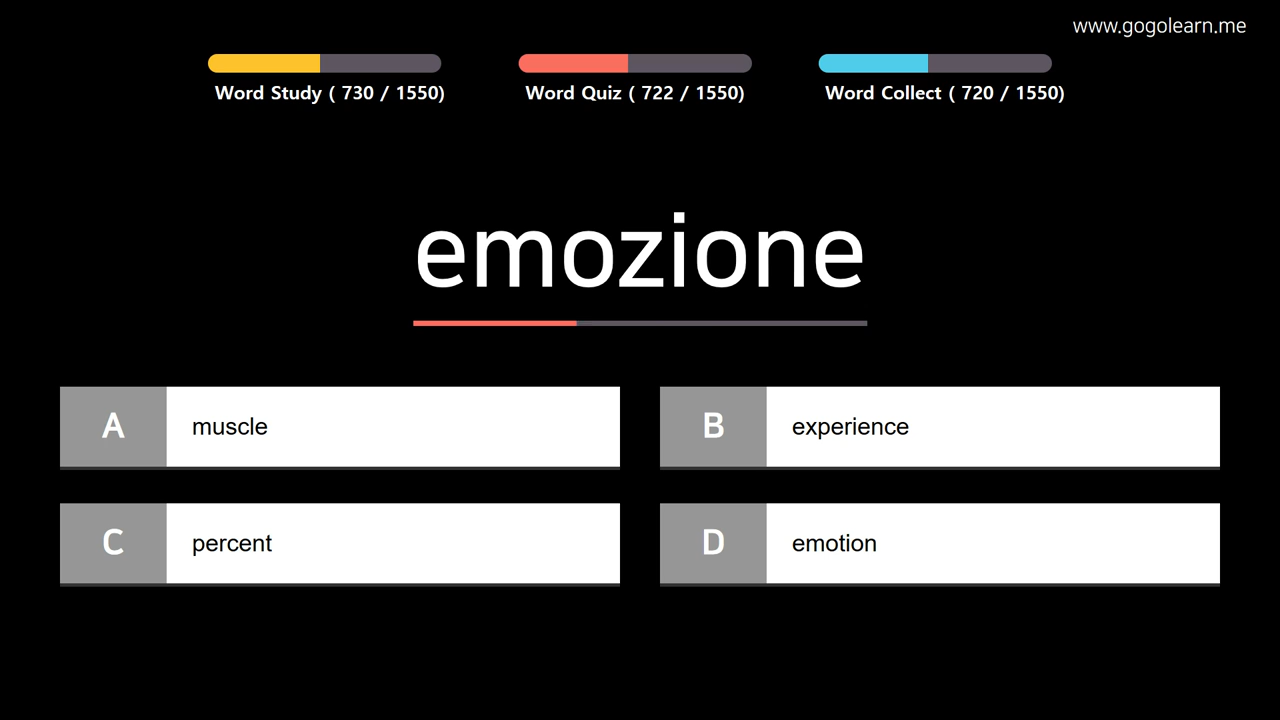 www.gogolearn.me
Word Study ( 730 / 1550)
Word Quiz ( 722 / 1550)
Word Collect ( 720 / 1550)
emozione
A
muscle
B
experience
C
percent
D
emotion